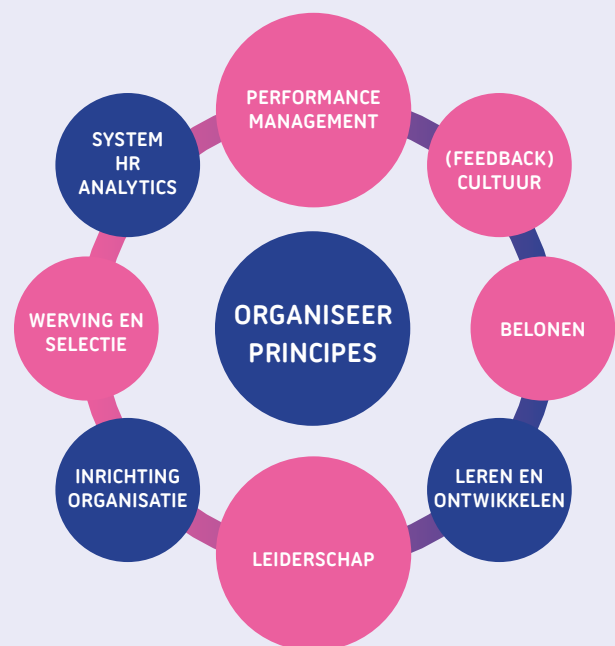 PERFORMANCE
MANAGEMENT
(FEEDBACK)
CULTUUR
BELONEN
LEREN EN
ONTWIKKELEN
LEIDERSCHAP
INRICHTING
ORGANISATIE
WERVING EN
SELECTIE
SYSTEM
HR
ANALYTICS
ORGANISEER
PRINCIPES